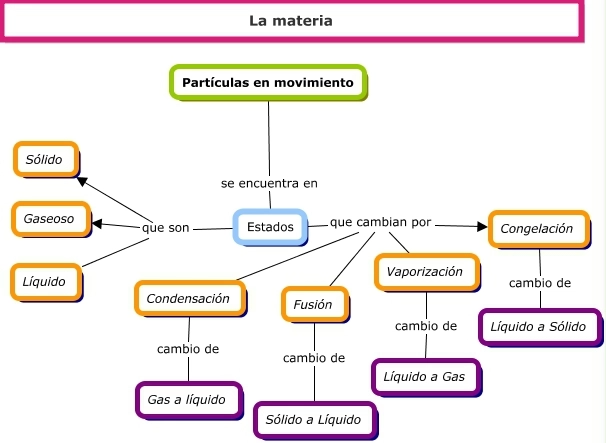 La materia
Partículas en movimiento
se encuentra en
Sólido
Gaseoso
Líquido
que son
Estados
que cambian por
Congelación
Vaporización
Condensación
Fusión
cambio de
Líquido a Sólido
cambio de
Líquido a Gas
cambio de
Gas a líquido
cambio de
Sólido a Líquido